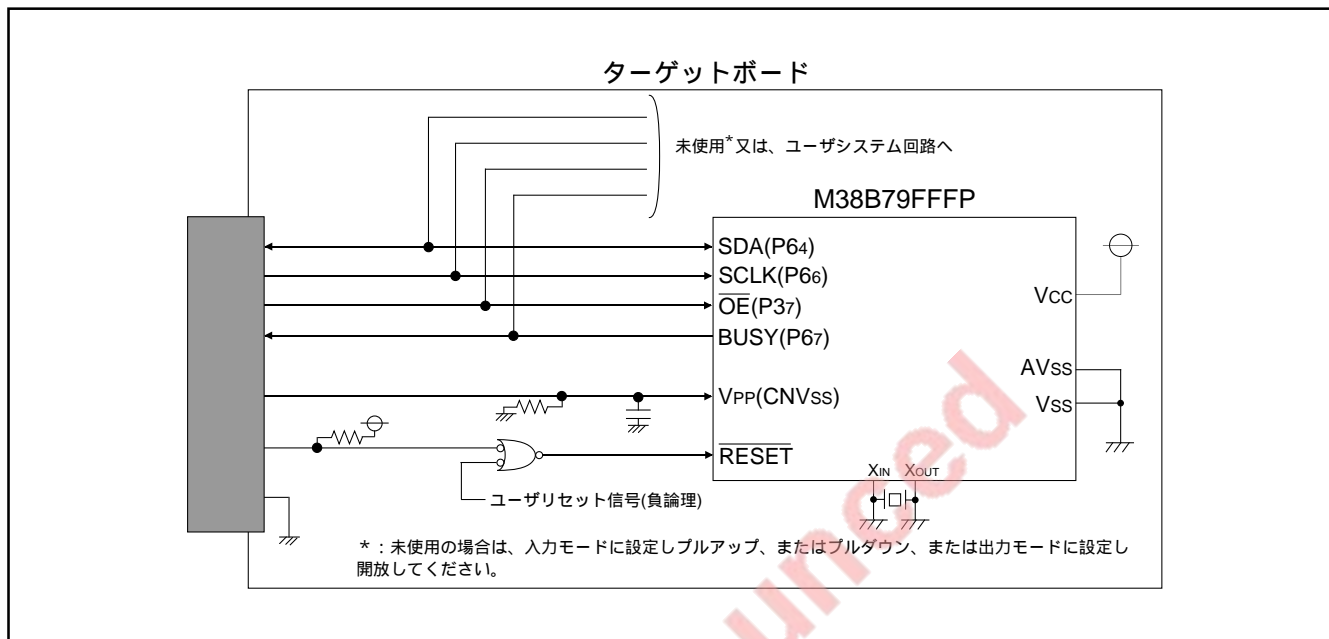 ターゲットボード
未使用*又は、ユーザシステム回路へ
M38B79FFFP
SDA(P64)
SCLK(P66)
OE(P37)
BUSY(P67)
VPP(CNVSS)
RESET
VCC
AVSS
VSS
XIN XOUT
ユーザリセット信号(負論理)
*：未使用の場合は、入力モードに設定しプルアップ、またはプルダウン、または出力モードに設定し
開放してください。
unced